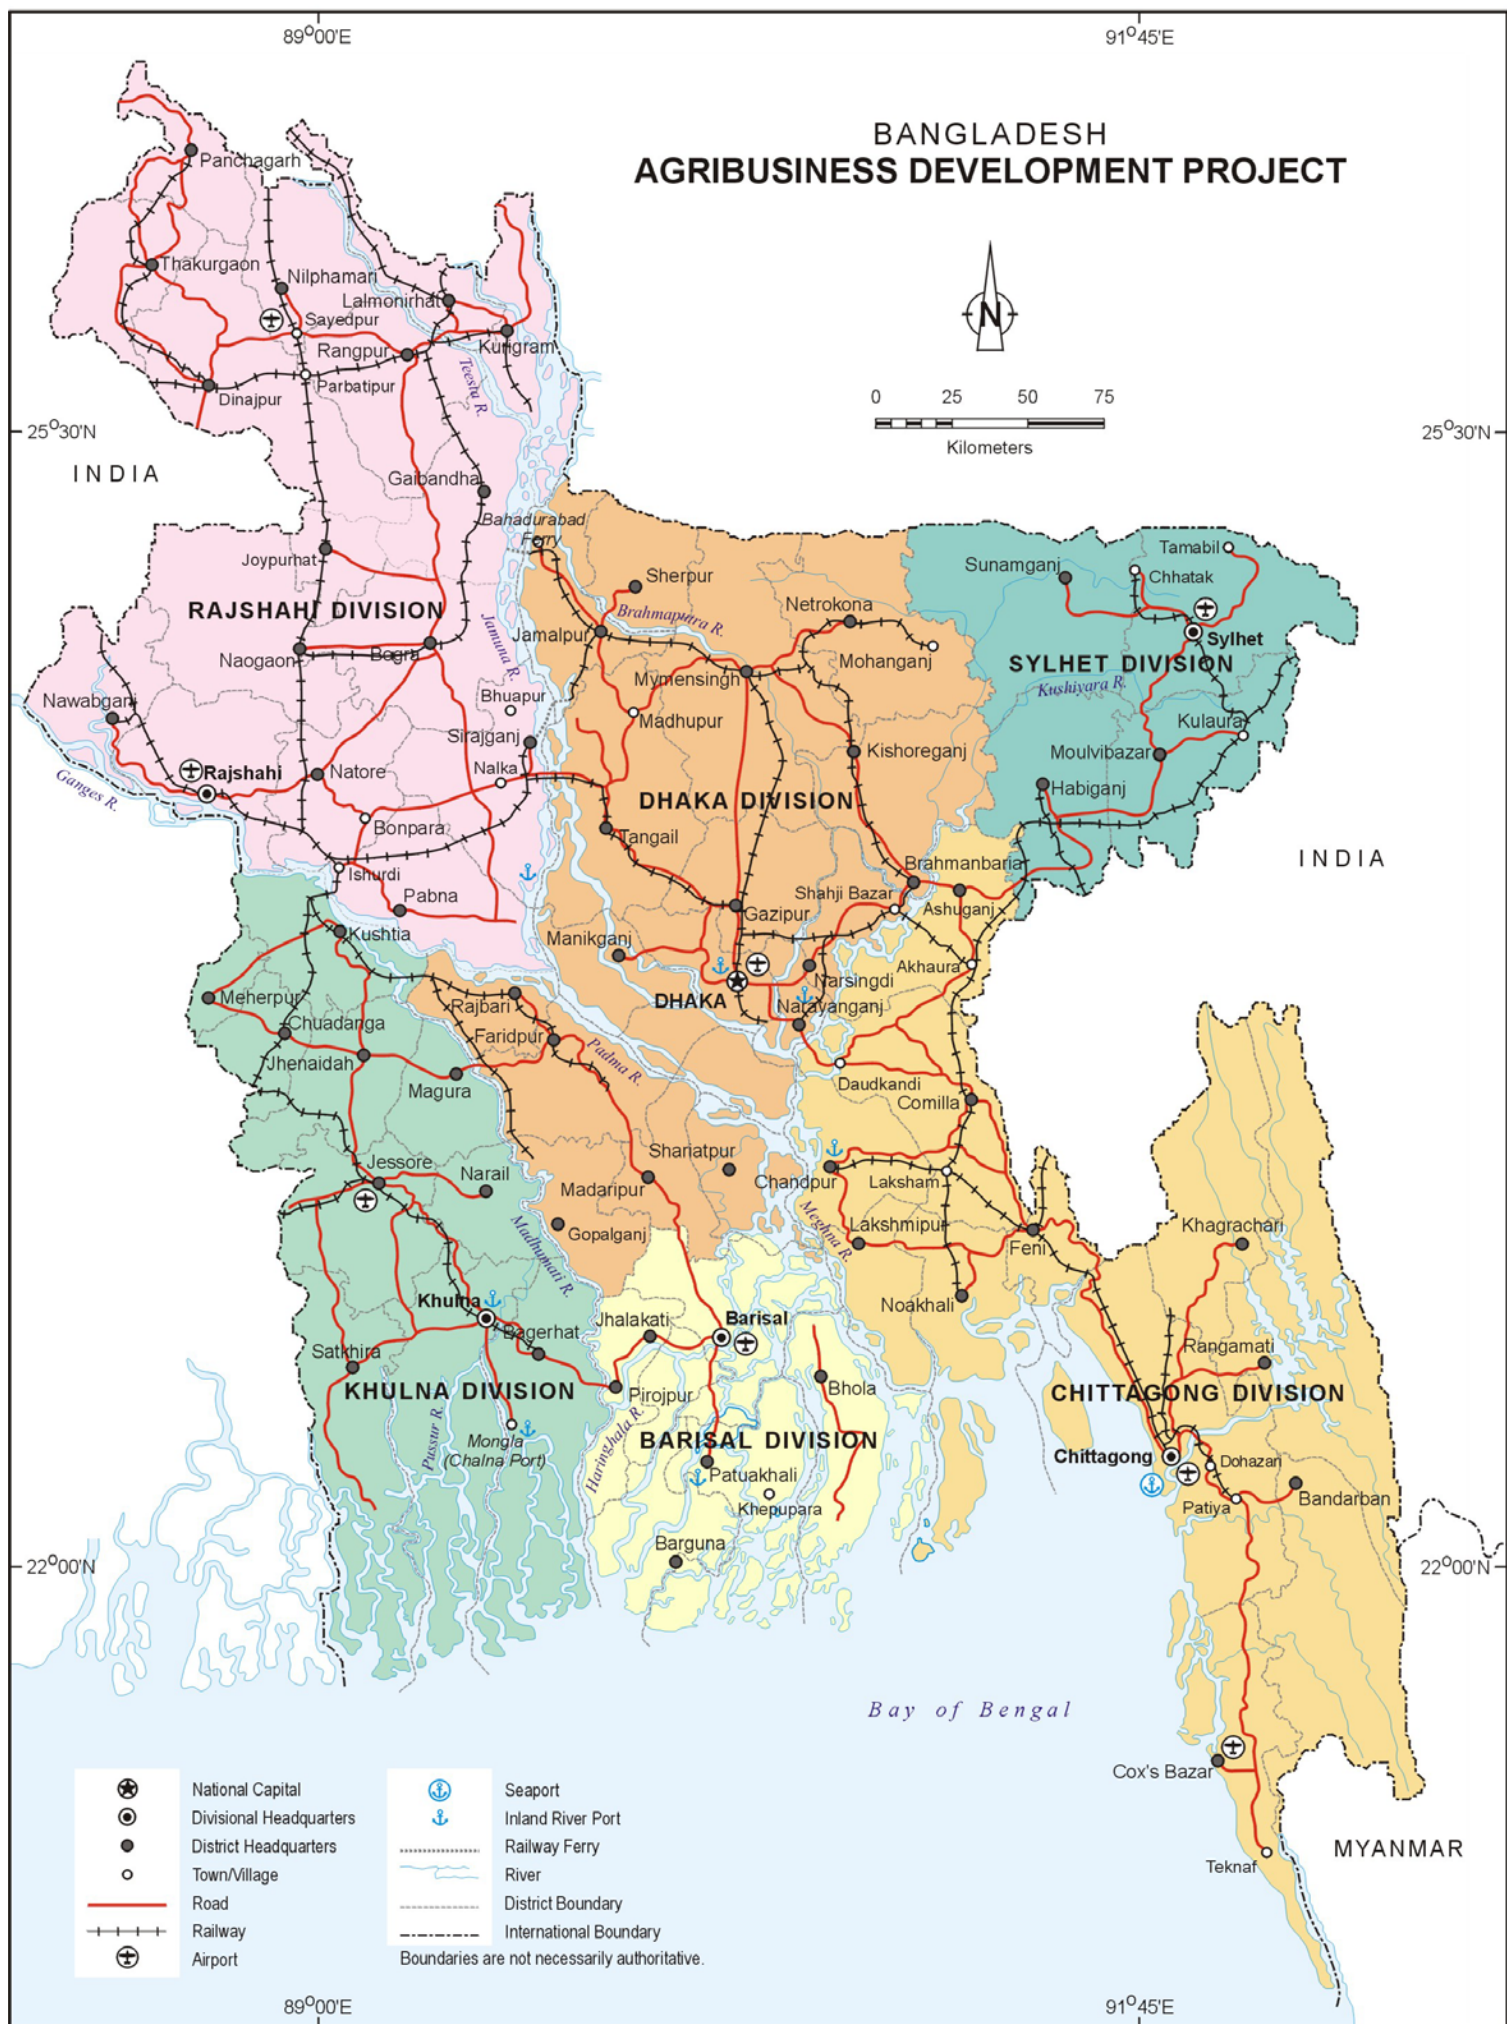 89°00'E
91°45'E
BANGLADESH
AGRIBUSINESS DEVELOPMENT PROJECT
N
0 25 50 75
Kilometers
25°30'N
25°30'N
INDIA
Panchagarh
Thakurgaon
Nilphamari
Lalmonirhat
Sayedpur
Rangpur
Kurigram
Parbatipur
Dinajpur
Teesta R.
Gaibandha
Bahadurabad
Ferry
Joypurhat
RAJSHAHI DIVISION
Naogaon
Bogra
Jamuna R.
Bhuapur
Nawabganj
Sirajganj
Rajshahi
Natore
Nalka
Ganges R.
Bonpara
Ishurdi
Pabna
Sherpur
Brahmaputra R.
Netrokona
Jamalpur
Mohanganj
Mymensingh
Madhupur
Kishoreganj
DHAKA DIVISION
Tangail
Shahji Bazar
Gazipur
Manikganj
Narsingdi
DHAKA
Narayanganj
Rajbari
Faridpur
Padma R.
Shariatpur
Madaripur
Gopalganj
Sunamganj
Tamabil
Chhatak
Sylhet
SYLHET DIVISION
Kushiyara R.
Kulaura
Moulvibazar
Habiganj
INDIA
Brahmanbaria
Ashuganj
Akhaura
Daudkandi
Comilla
Chandpur
Laksham
Meghna R.
Lakshmipur
Feni
Noakhali
Khagrachari
Rangamati
CHITTAGONG DIVISION
Chittagong
Dohazari
Patiya
Bandarban
Kushtia
Meherpur
Chuadanga
Jhenaidah
Magura
Jessore
Narail
Madhumati R.
Khulna
Bagerhat
Satkhira
KHULNA DIVISION
Pussur R.
Mongla
(Chalna Port)
Jhalakati
Barisal
Pirojpur
Bhola
Haringhala R.
BARISAL DIVISION
Patuakhali
Khepupara
Barguna
22°00'N
22°00'N
Bay of Bengal
Cox's Bazar
Teknaf
MYANMAR
National Capital
Divisional Headquarters
District Headquarters
Town/Village
Road
Railway
Airport
Seaport
Inland River Port
Railway Ferry
River
District Boundary
International Boundary
Boundaries are not necessarily authoritative.
89°00'E
91°45'E